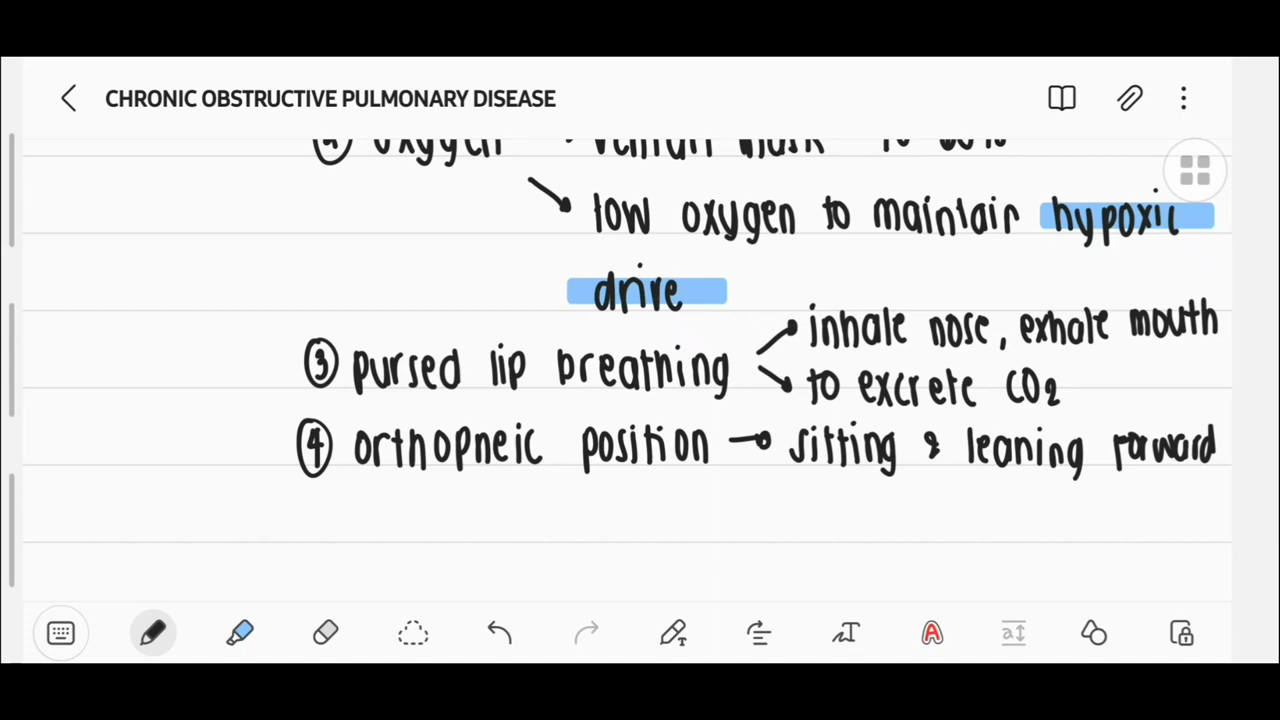 CHRONIC OBSTRUCTIVE PULMONARY DISEASE
oxygen
low oxygen to maintain hypoxic
drive
inhale nose, exhale mouth
③ pursed lip breathing
to excrete CO₂
④ orthopneic position → sitting & leaning forward